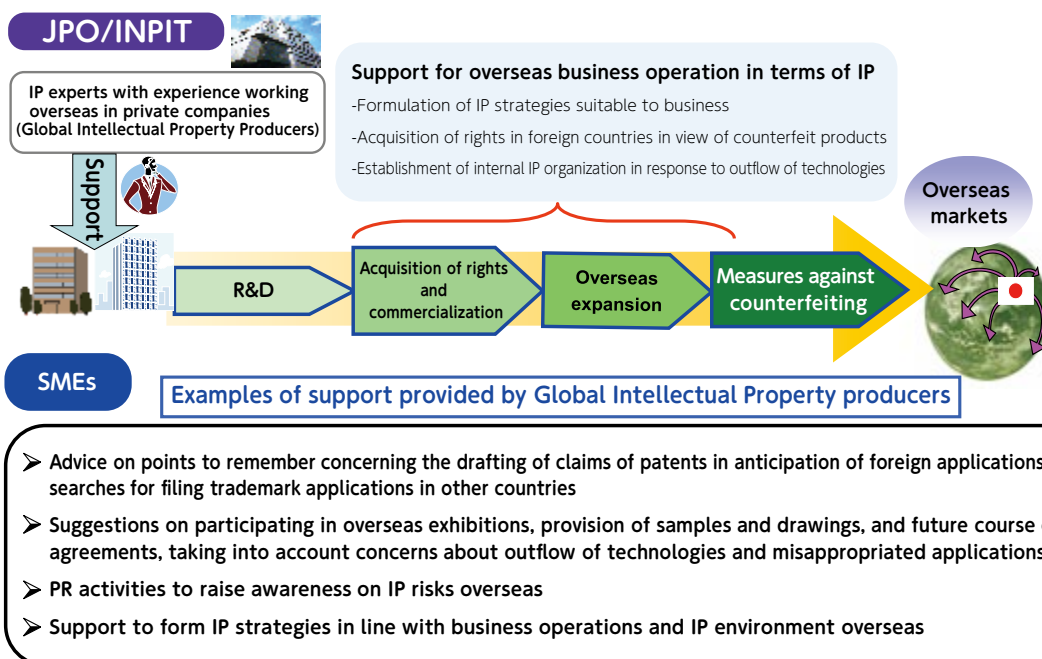 JPO/INPIT
IP experts with experience working
overseas in private companies
(Global Intellectual Property Producers)
Support
Support for overseas business operation in terms of IP
-Formulation of IP strategies suitable to business
-Acquisition of rights in foreign countries in view of counterfeit products
-Establishment of internal IP organization in response to outflow of technologies
Overseas
markets
R&D
Acquisition of rights
and
commercialization
Overseas
expansion
Measures against
counterfeiting
SMEs
Examples of support provided by Global Intellectual Property producers
➢ Advice on points to remember concerning the drafting of claims of patents in anticipation of foreign applications
searches for filing trademark applications in other countries
➢ Suggestions on participating in overseas exhibitions, provision of samples and drawings, and future course
agreements, taking into account concerns about outflow of technologies and misappropriated applications
➢ PR activities to raise awareness on IP risks overseas
➢ Support to form IP strategies in line with business operations and IP environment overseas